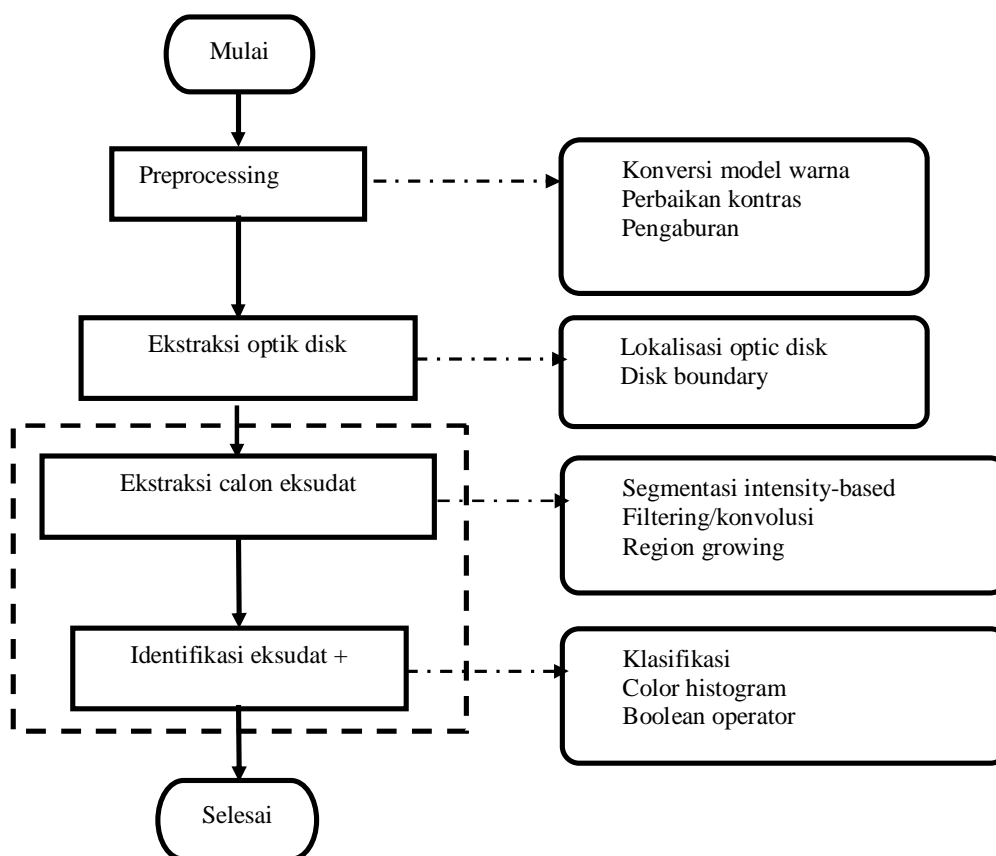 Mulai
Preprocessing
Konversi model warna
Perbaikan kontras
Pengaburan
Ekstraksi optik disk
Lokalisasi optic disk
Disk boundary
Ekstraksi calon eksudat
Segmentasi intensity-based
Filtering/konvolusi
Region growing
Identifikasi eksudat +
Klasifikasi
Color histogram
Boolean operator
Selesai